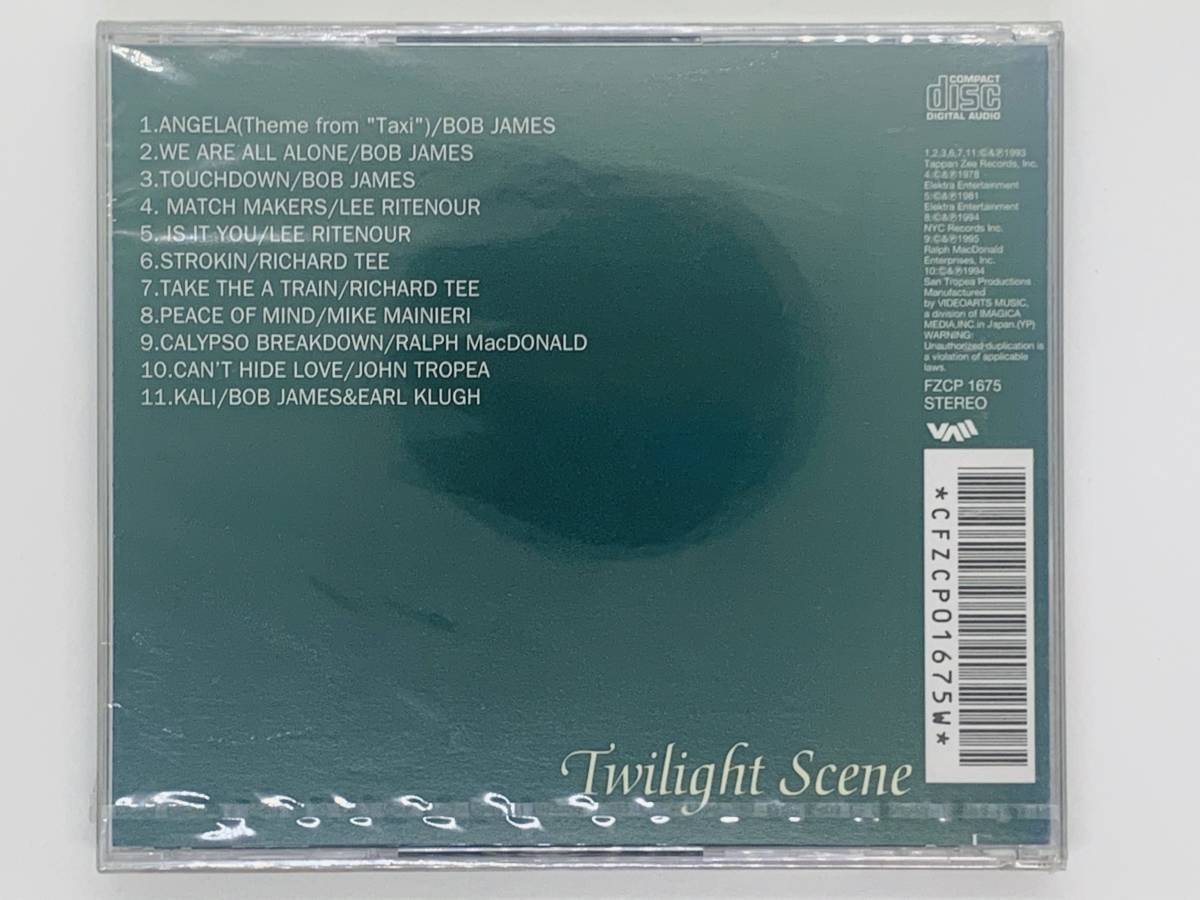 1.ANGELA(Theme from "Taxi")/BOB JAMES
2.WE ARE ALL ALONE/BOB JAMES
3.TOUCHDOWN/BOB JAMES
4. MATCH MAKERS/LEE RITENOUR
5. IS IT YOU/LEE RITENOUR
6.STROKIN/RICHARD TEE
7.TAKE THE A TRAIN/RICHARD TEE
8.PEACE OF MIND/MIKE MAINIERI
9.CALYPSO BREAKDOWN/RALPH MacDONALD
10.CAN'T HIDE LOVE/JOHN TROPEA
11.KALI/BOB JAMES&EARL KLUGH
COMPACT
disc
DIGITAL AUDIO
1,2,3,6,7,11:©&℗1993
Tappan Zee Records, Inc.
4:©&℗1978
Elektra Entertainment
5:©&℗1981
Elektra Entertainment
8:©&℗1994
NYC Records Inc.
9:©&℗1995
Ralph MacDonald
Enterprises, Inc.
10:©&℗1994
San Tropea Productions
Manufactured
by VIDEOARTS MUSIC,
a division of IMAGICA
MEDIA,INC.in Japan.(YP)
WARNING:
Unauthorized duplication is
a violation of applicable
laws.
FZCP 1675
STEREO
*CFZCP01675W*
Twilight Scene